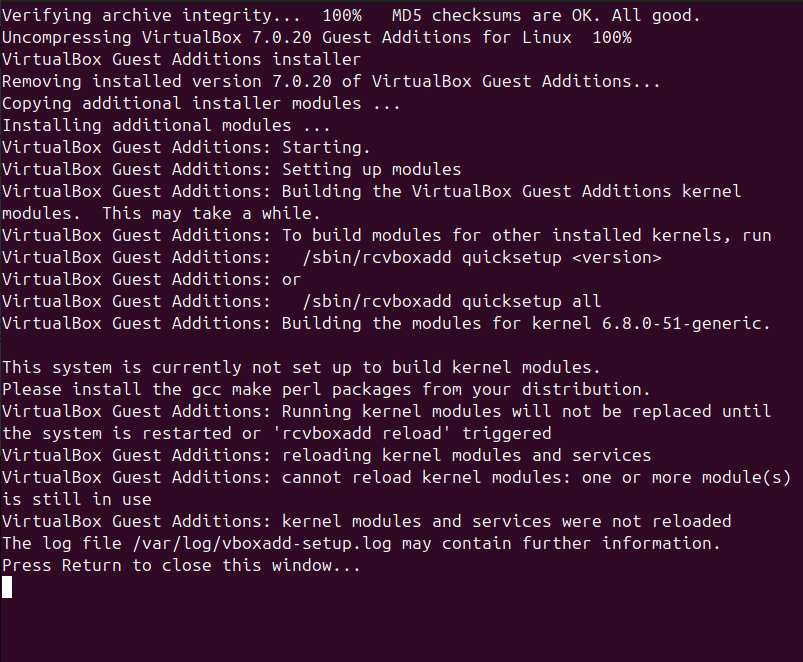 Verifying archive integrity...  100%   MD5 checksums are OK. All good.
Uncompressing VirtualBox 7.0.20 Guest Additions for Linux  100%
VirtualBox Guest Additions installer
Removing installed version 7.0.20 of VirtualBox Guest Additions...
Copying additional installer modules ...
Installing additional modules ...
VirtualBox Guest Additions: Starting.
VirtualBox Guest Additions: Setting up modules
VirtualBox Guest Additions: Building the VirtualBox Guest Additions kernel
modules.  This may take a while.
VirtualBox Guest Additions: To build modules for other installed kernels, run
VirtualBox Guest Additions:   /sbin/rcvboxadd quicksetup <version>
VirtualBox Guest Additions: or
VirtualBox Guest Additions:   /sbin/rcvboxadd quicksetup all
VirtualBox Guest Additions: Building the modules for kernel 6.8.0-51-generic.

This system is currently not set up to build kernel modules.
Please install the gcc make perl packages from your distribution.
VirtualBox Guest Additions: Running kernel modules will not be replaced until
the system is restarted or 'rcvboxadd reload' triggered
VirtualBox Guest Additions: reloading kernel modules and services
VirtualBox Guest Additions: cannot reload kernel modules: one or more module(s)
is still in use
VirtualBox Guest Additions: kernel modules and services were not reloaded
The log file /var/log/vboxadd-setup.log may contain further information.
Press Return to close this window...